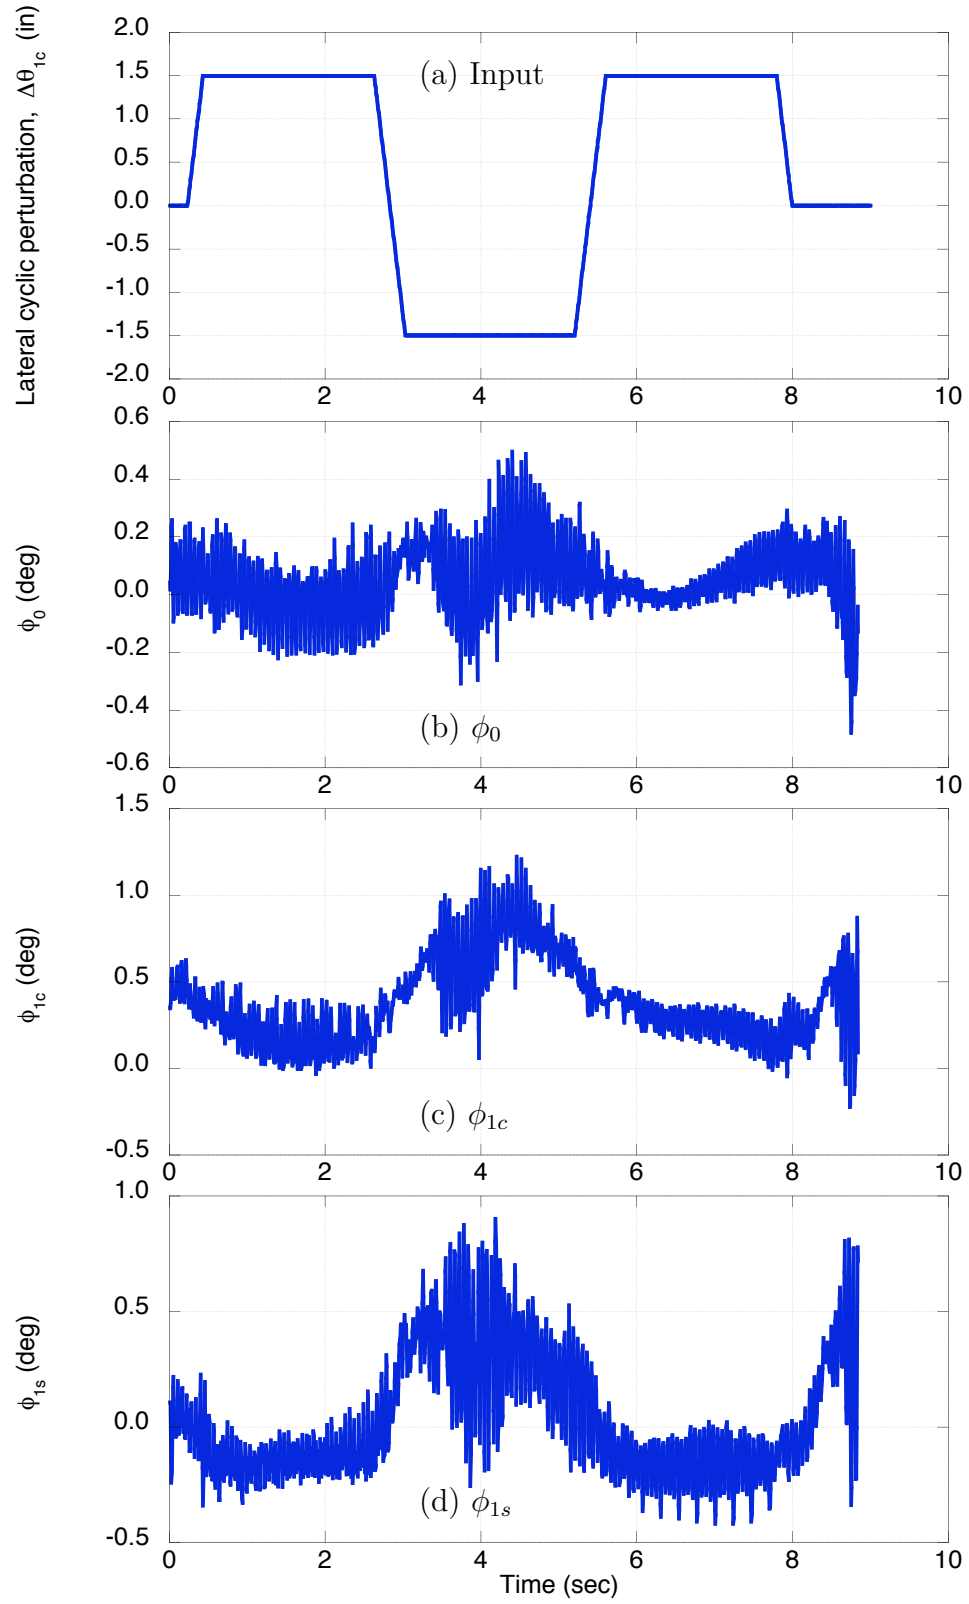 Lateral cyclic perturbation, Δθ1c (in)
2.0
1.5
1.0
0.5
0.0
-0.5
-1.0
-1.5
-2.0
(a) Input
0 2 4 6 8 10
ϕ0 (deg)
0.6
0.4
0.2
0.0
-0.2
-0.4
-0.6
(b) ϕ0
0 2 4 6 8 10
ϕ1c (deg)
1.5
1.0
0.5
0.0
-0.5
(c) ϕ1c
0 2 4 6 8 10
ϕ1s (deg)
1.0
0.5
0.0
-0.5
(d) ϕ1s
0 2 4 6 8 10
Time (sec)